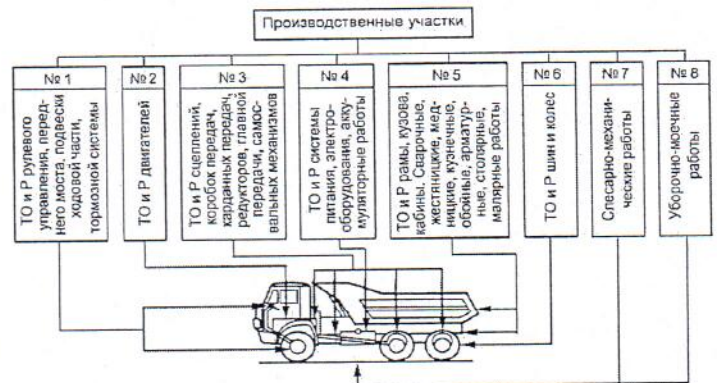 Производственные участки
№ 1
ТО и Р рулевого
управления, перед-
него моста, подвески
ходовой части,
тормозной системы
№ 2
ТО и Р двигателей
№ 3
ТО и Р сцеплений,
коробок передач,
карданных передач,
редукторов, главной
передачи, самос-
вальных механизмов
№ 4
ТО и Р системы
питания, электро-
оборудования, акку-
муляторные работы
№ 5
ТО и Р рамы, кузова,
кабины. Сварочные,
жестяницкие, мед-
ницкие, кузнечные,
обойные, арматур-
ные, столярные,
малярные работы
№ 6
ТО и Р шин и колес
№ 7
Слесарно-механи-
ческие работы
№ 8
Уборочно-моечные
работы